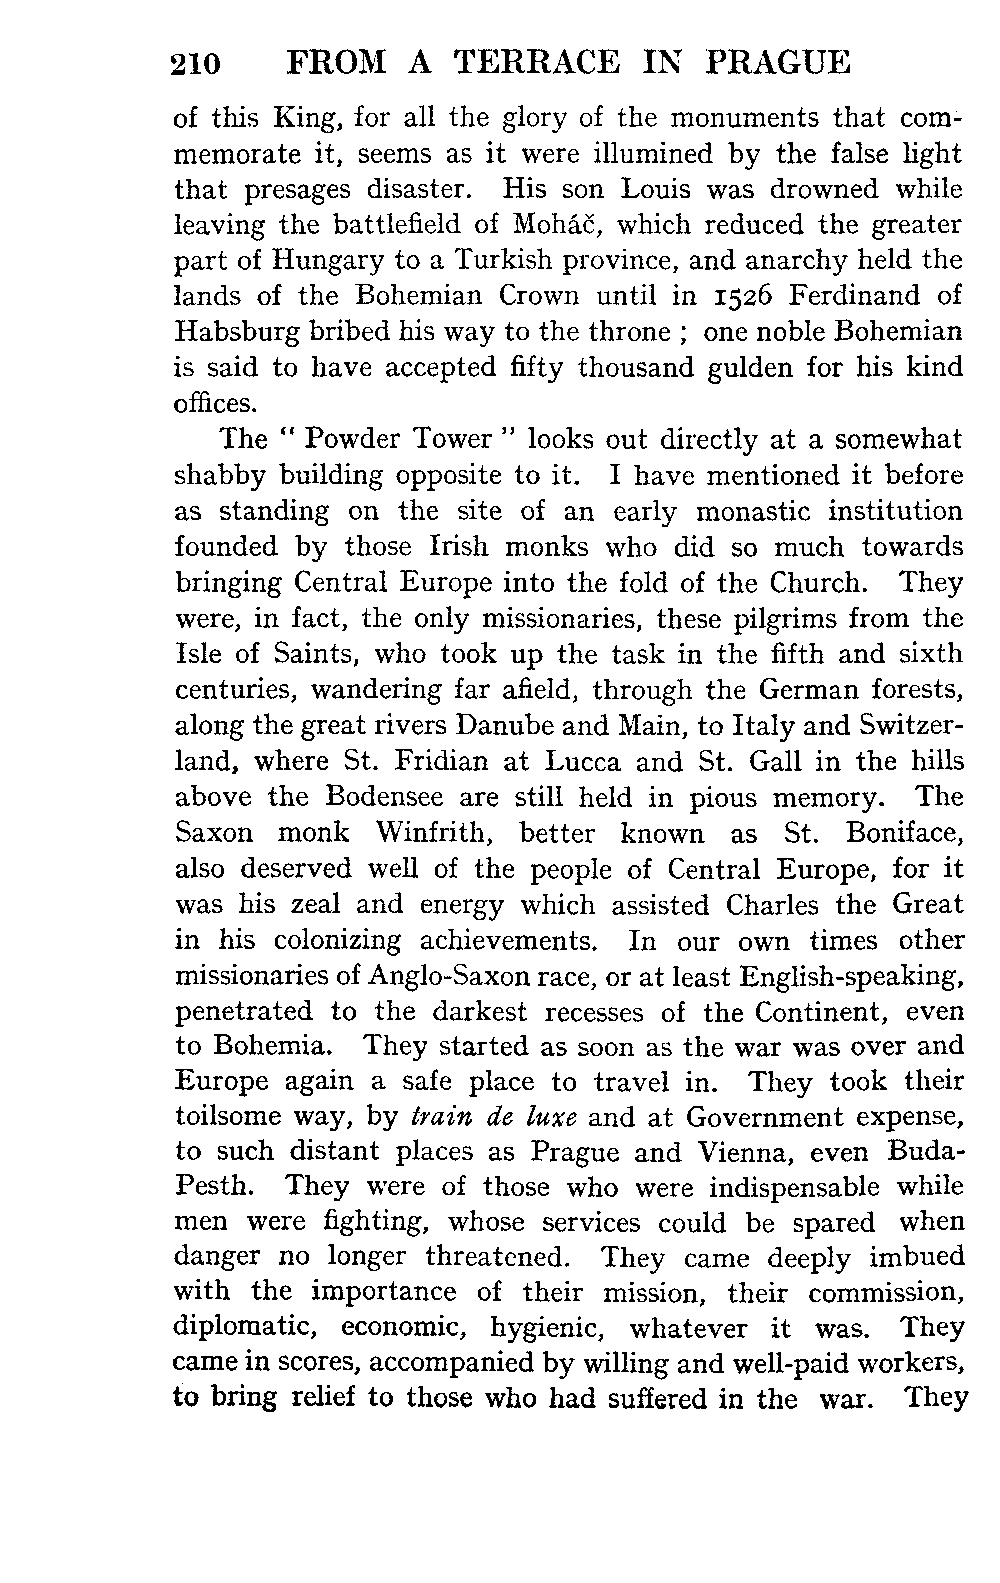 210 FROM A TERRACE IN PRAGUE
of this King, for all the glory of the monuments that com-
memorate it, seems as it were illumined by the false light
that presages disaster. His son Louis was drowned while
leaving the battlefield of Moháč, which reduced the greater
part of Hungary to a Turkish province, and anarchy held the
lands of the Bohemian Crown until in 1526 Ferdinand of
Habsburg bribed his way to the throne ; one noble Bohemian
is said to have accepted fifty thousand gulden for his kind
offices.
The “ Powder Tower ” looks out directly at a somewhat
shabby building opposite to it. I have mentioned it before
as standing on the site of an early monastic institution
founded by those Irish monks who did so much towards
bringing Central Europe into the fold of the Church. They
were, in fact, the only missionaries, these pilgrims from the
Isle of Saints, who took up the task in the fifth and sixth
centuries, wandering far afield, through the German forests,
along the great rivers Danube and Main, to Italy and Switzer-
land, where St. Fridian at Lucca and St. Gall in the hills
above the Bodensee are still held in pious memory. The
Saxon monk Winfrith, better known as St. Boniface,
also deserved well of the people of Central Europe, for it
was his zeal and energy which assisted Charles the Great
in his colonizing achievements. In our own times other
missionaries of Anglo-Saxon race, or at least English-speaking,
penetrated to the darkest recesses of the Continent, even
to Bohemia. They started as soon as the war was over and
Europe again a safe place to travel in. They took their
toilsome way, by train de luxe and at Government expense,
to such distant places as Prague and Vienna, even Buda-
Pesth. They were of those who were indispensable while
men were fighting, whose services could be spared when
danger no longer threatened. They came deeply imbued
with the importance of their mission, their commission,
diplomatic, economic, hygienic, whatever it was. They
came in scores, accompanied by willing and well-paid workers,
to bring relief to those who had suffered in the war. They